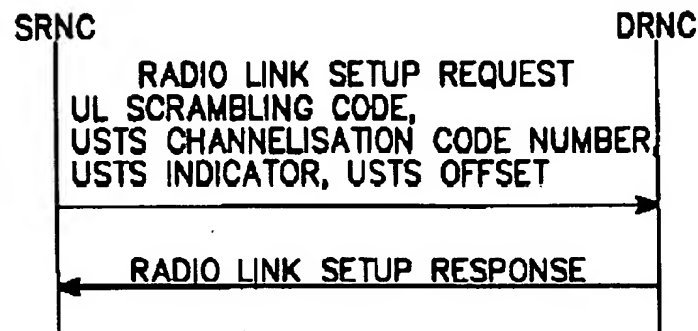 SRNC DRNC
RADIO LINK SETUP REQUEST
UL SCRAMBLING CODE,
USTS CHANNELISATION CODE NUMBER,
USTS INDICATOR, USTS OFFSET
RADIO LINK SETUP RESPONSE